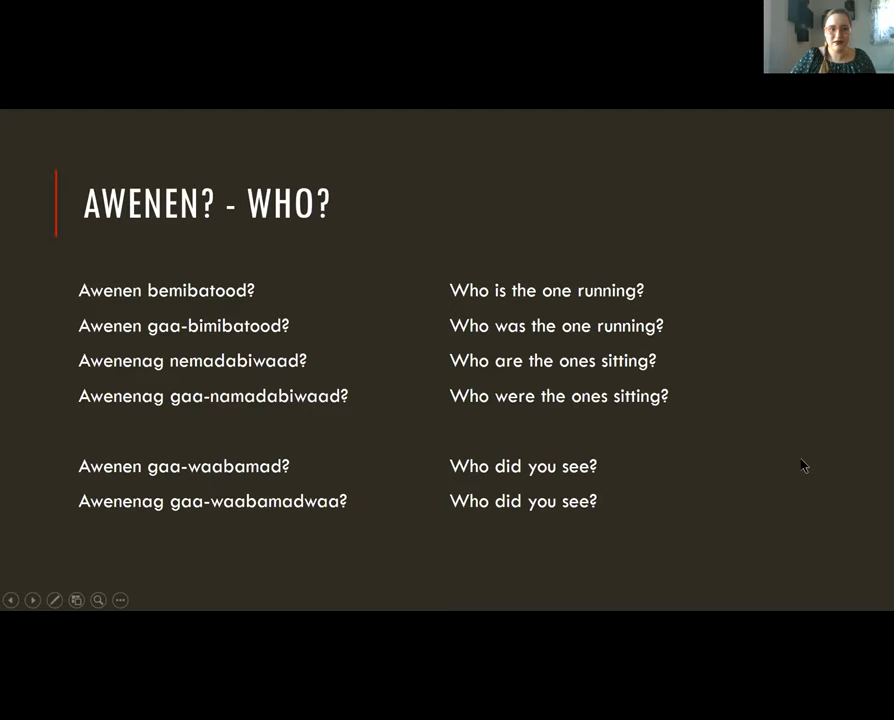 AWENEN? - WHO?
Awenen bemibatood? Who is the one running?
Awenen gaa-bimibatood? Who was the one running?
Awenenag nemadabiwaad? Who are the ones sitting?
Awenenag gaa-namadabiwaad? Who were the ones sitting?
Awenen gaa-waabamad? Who did you see?
Awenenag gaa-waabamadwaa? Who did you see?